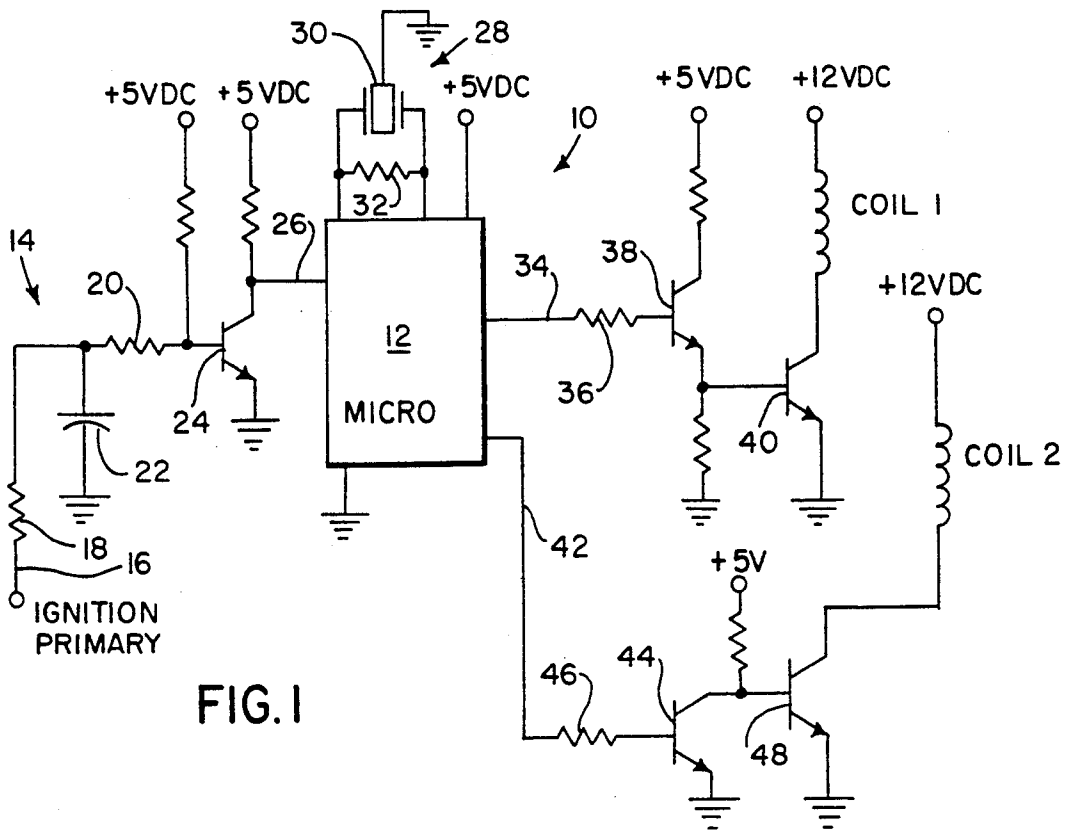 30
28
+5VDC
+5VDC
+5VDC
10
+5VDC
+12VDC
32
COIL 1
26
14
20
34
38
+12VDC
12
MICRO
36
24
40
22
COIL 2
18
16
42
IGNITION
PRIMARY
+5V
46
44
48
FIG. 1